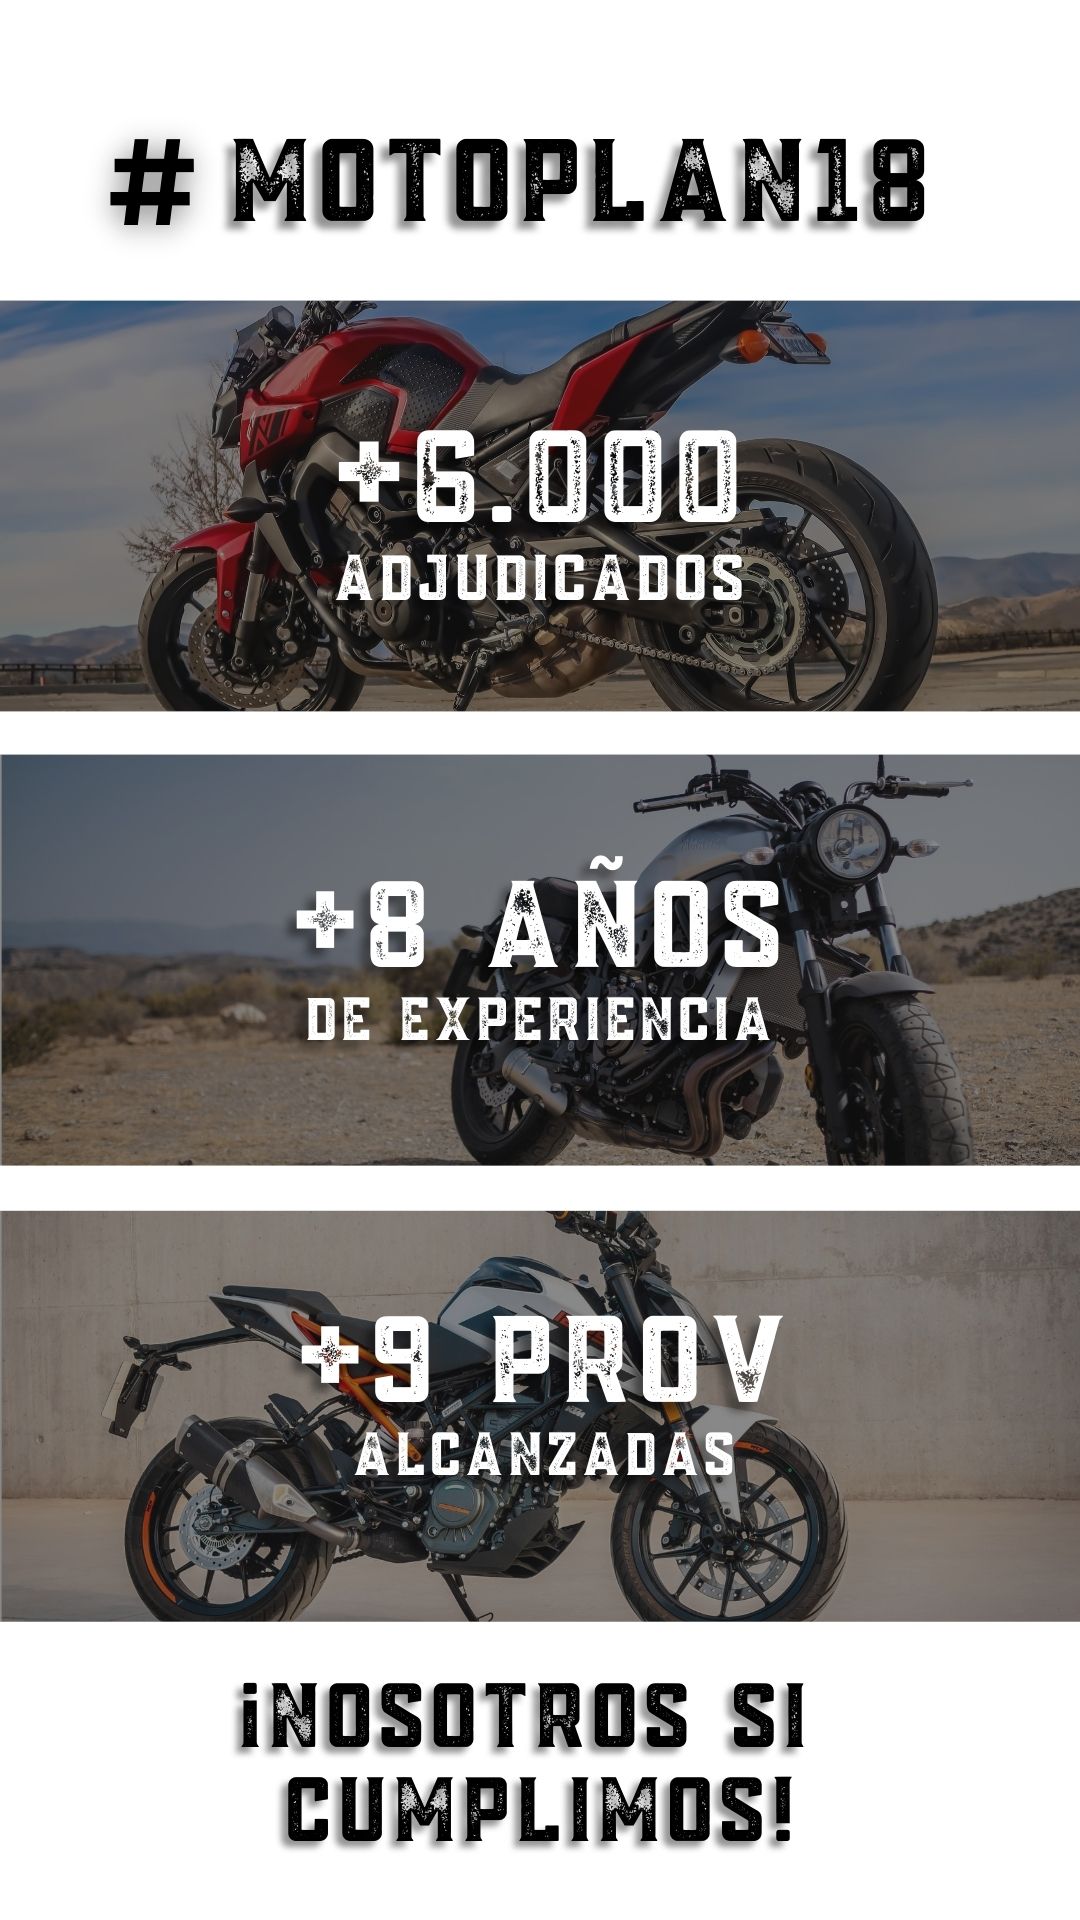 # MOTOPLAN18
+6.000
ADJUDICADOS
+8 AÑOS
DE EXPERIENCIA
+9 PROV
ALCANZADAS
¡NOSOTROS SI
CUMPLIMOS!